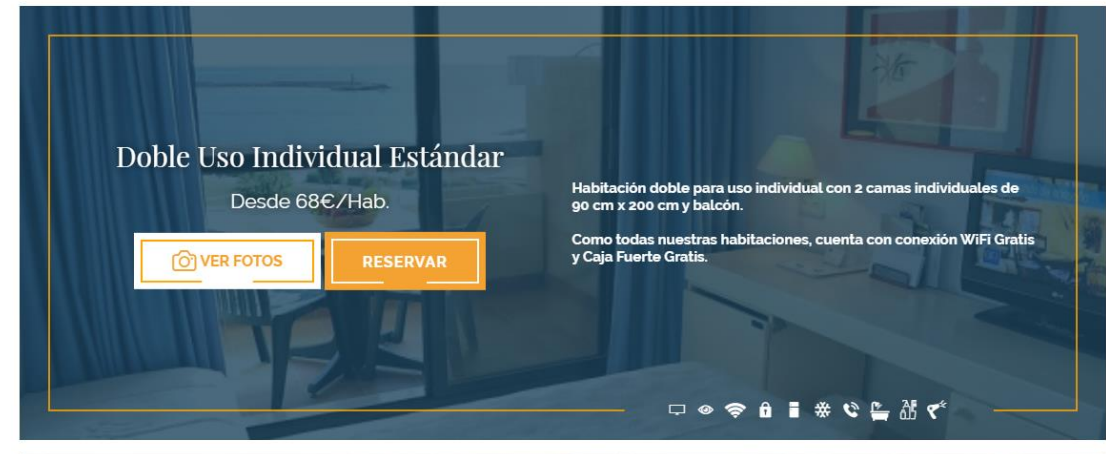 Doble Uso Individual Estándar
Desde 68€/Hab.
VER FOTOS
RESERVAR
Habitación doble para uso individual con 2 camas individuales de
90 cm x 200 cm y balcón.
Como todas nuestras habitaciones, cuenta con conexión WiFi Gratis
y Caja Fuerte Gratis.